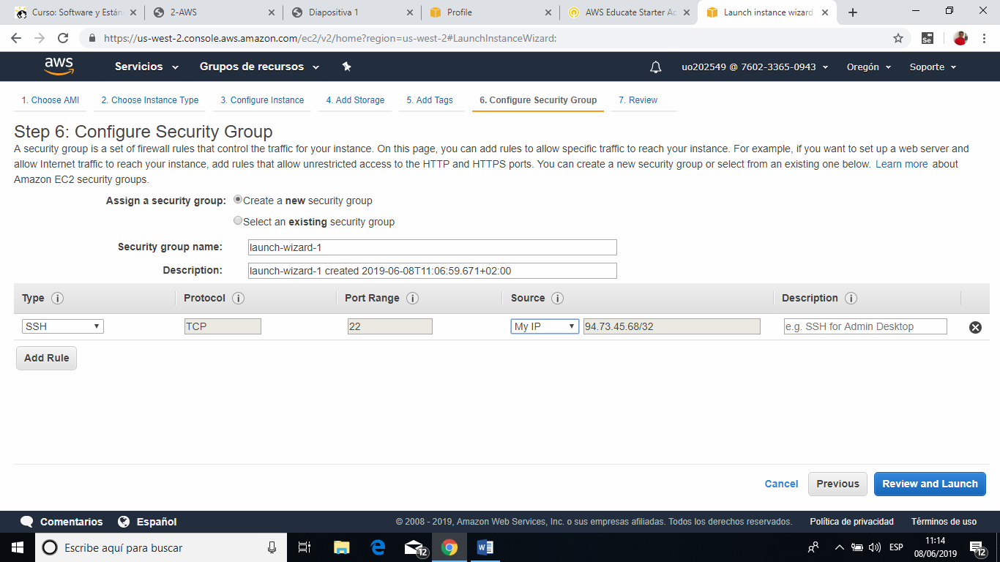 Curso: Software y Están
2-AWS
Diapositiva 1
Profile
AWS Educate Starter Ac
Launch instance wizard
https://us-west-2.console.aws.amazon.com/ec2/v2/home?region=us-west-2#LaunchInstanceWizard:
se
aws
Servicios
Grupos de recursos
uo202549 @ 7602-3365-0943
Oregón
Soporte
1. Choose AMI
2. Choose Instance Type
3. Configure Instance
4. Add Storage
5. Add Tags
6. Configure Security Group
7. Review
Step 6: Configure Security Group
A security group is a set of firewall rules that control the traffic for your instance. On this page, you can add rules to allow specific traffic to reach your instance. For example, if you want to set up a web server and
allow Internet traffic to reach your instance, add rules that allow unrestricted access to the HTTP and HTTPS ports. You can create a new security group or select from an existing one below. Learn more about
Amazon EC2 security groups.
Assign a security group: Create a new security group
Select an existing security group
Security group name: launch-wizard-1
Description: launch-wizard-1 created 2019-06-08T11:06:59.671+02:00
Type i Protocol i Port Range i Source i Description i
SSH TCP 22 My IP 94.73.45.68/32 e.g. SSH for Admin Desktop
Add Rule
Cancel Previous Review and Launch
Comentarios Español © 2008 - 2019, Amazon Web Services, Inc. o sus empresas afiliadas. Todos los derechos reservados. Política de privacidad Términos de uso
Escribe aquí para buscar
12
ESP
11:14
08/06/2019
12